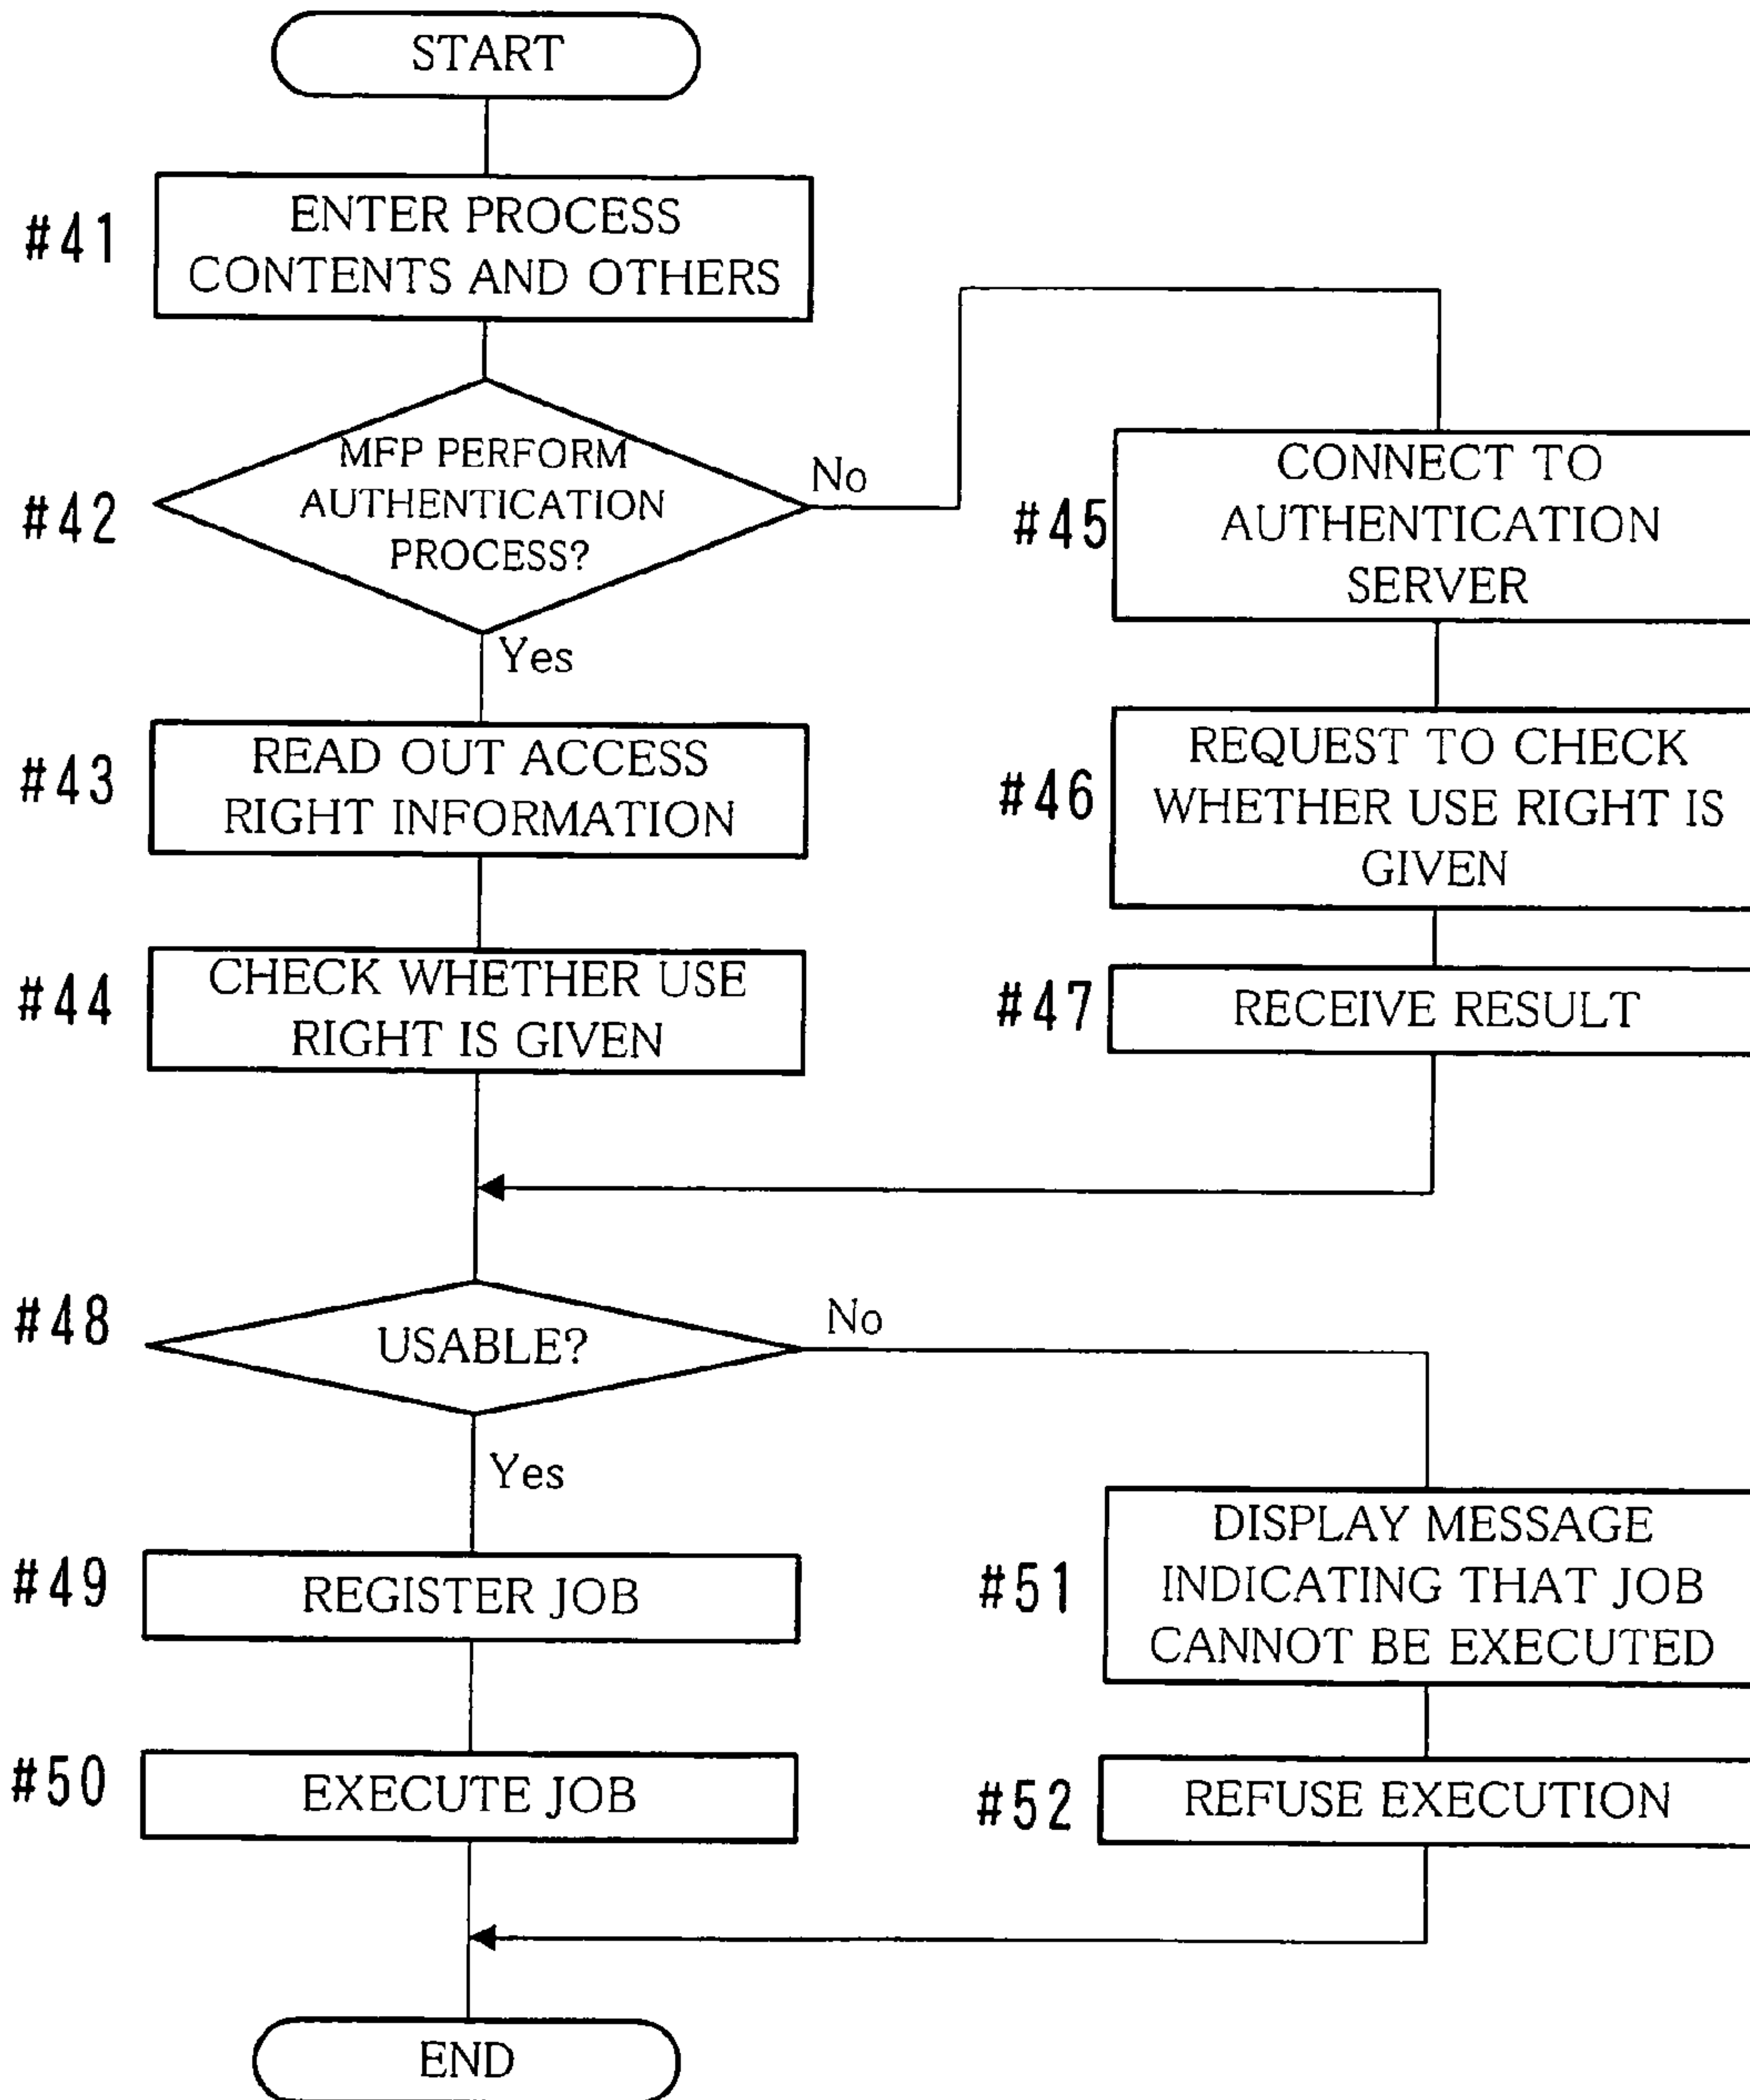 START
#41
ENTER PROCESS
CONTENTS AND OTHERS
#42
MFP PERFORM
AUTHENTICATION
PROCESS?
No
Yes
#43
READ OUT ACCESS
RIGHT INFORMATION
#44
CHECK WHETHER USE
RIGHT IS GIVEN
#45
CONNECT TO
AUTHENTICATION
SERVER
#46
REQUEST TO CHECK
WHETHER USE RIGHT IS
GIVEN
#47
RECEIVE RESULT
#48
USABLE?
No
Yes
#49
REGISTER JOB
#50
EXECUTE JOB
#51
DISPLAY MESSAGE
INDICATING THAT JOB
CANNOT BE EXECUTED
#52
REFUSE EXECUTION
END